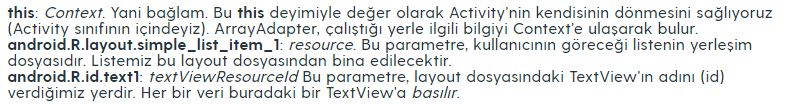 this: Context. Yani bağlam. Bu this deyimiyle değer olarak Activity'nin kendisinin dönmesini sağlıyoruz
(Activity sınıfının içindeyiz). ArrayAdapter, çalıştığı yerle ilgili bilgiyi Context'e ulaşarak bulur.
android.R.layout.simple_list_item_1: resource. Bu parametre, kullanıcının göreceği listenin yerleşim
dosyasıdır. Listemiz bu layout dosyasından bina edilecektir.
android.R.id.text1: textViewResourceId Bu parametre, layout dosyasındaki TextView'ın adını (id)
verdiğimiz yerdir. Her bir veri buradaki bir TextView'a basılır.